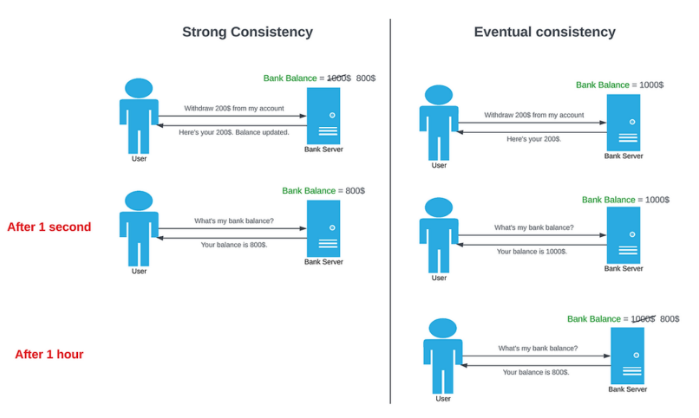 Strong Consistency
Eventual consistency
Bank Balance = 1000$ 800$
Withdraw 200$ from my account
Here's your 200$. Balance updated.
User
Bank Server
Bank Balance = 1000$
Withdraw 200$ from my account
Here's your 200$.
User
Bank Server
After 1 second
Bank Balance = 800$
What's my bank balance?
Your balance is 800$.
User
Bank Server
Bank Balance = 1000$
What's my bank balance?
Your balance is 1000$.
User
Bank Server
After 1 hour
Bank Balance = 1000$ 800$
What's my bank balance?
Your balance is 800$.
User
Bank Server